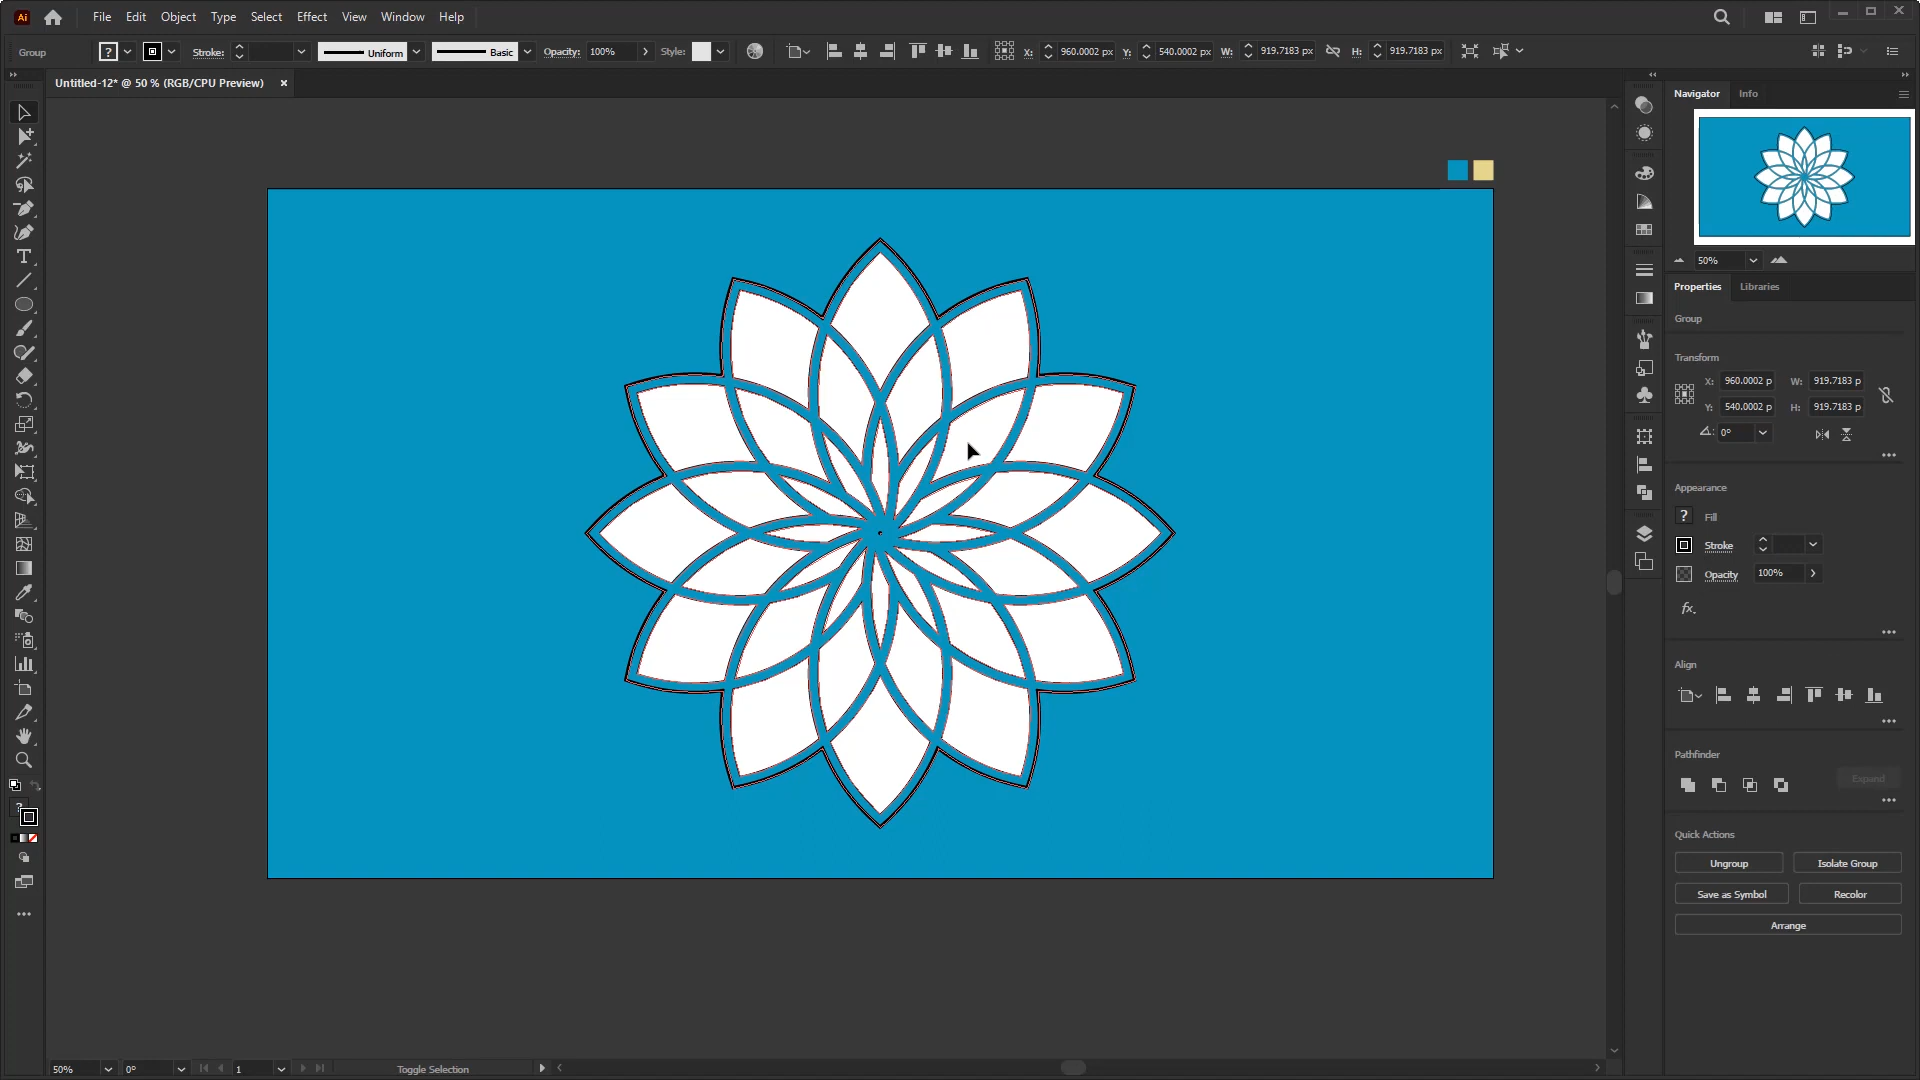 Ai File Edit Object Type Select Effect View Window Help
Group ? Stroke: Uniform Basic Opacity: 100% Style: X: 960.0002 px Y: 540.0002 px W: 919.7183 px H: 919.7183 px
Untitled-12* @ 50 % (RGB/CPU Preview)
Navigator Info
50%
Properties Libraries
Group
Transform
X: 960.0002 p W: 919.7183 p
Y: 540.0002 p H: 919.7183 p
0°
Appearance
? Fill
Stroke
Opacity 100%
fx.
Align
Pathfinder
Expand
Quick Actions
Ungroup Isolate Group
Save as Symbol Recolor
Arrange
50% 0° 1 Toggle Selection